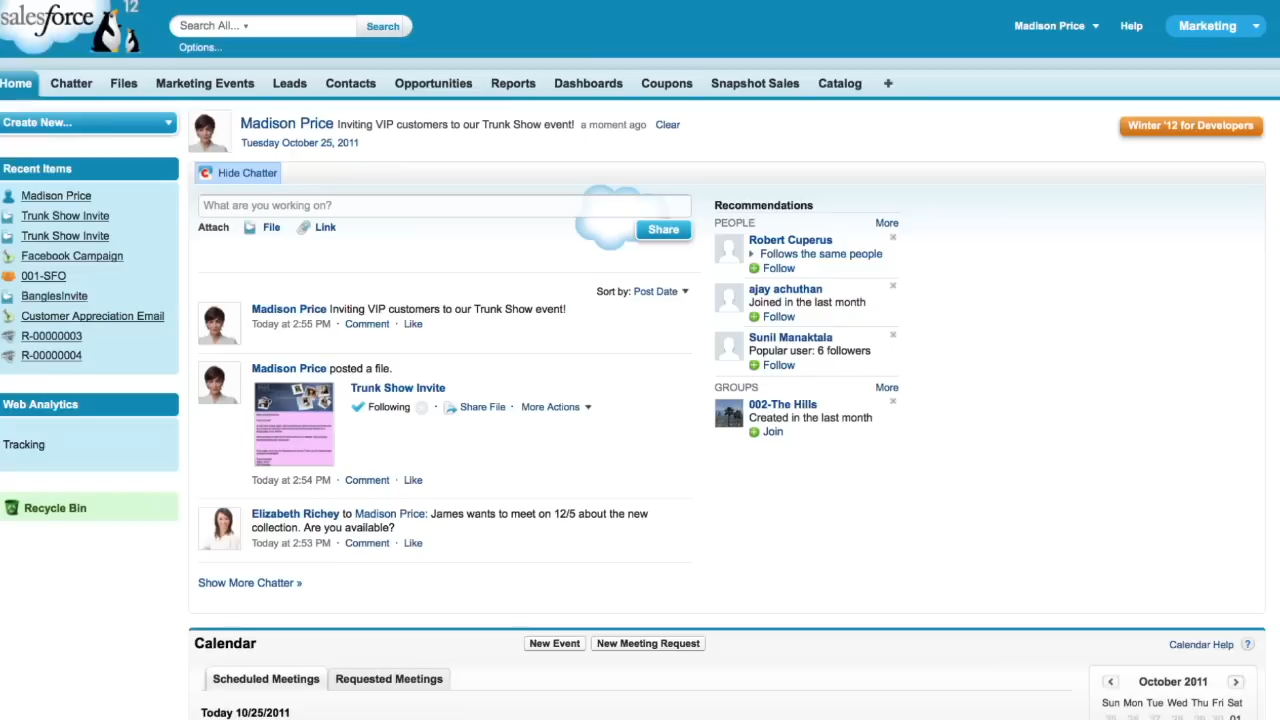 salesforce 12
Search All... Search
Options...
Madison Price Help Marketing
Home Chatter Files Marketing Events Leads Contacts Opportunities Reports Dashboards Coupons Snapshot Sales Catalog +
Create New...
Recent Items
Madison Price
Trunk Show Invite
Trunk Show Invite
Facebook Campaign
001-SFO
BanglesInvite
Customer Appreciation Email
R-00000003
R-00000004
Web Analytics
Tracking
Recycle Bin
Madison Price Inviting VIP customers to our Trunk Show event! a moment ago Clear
Tuesday October 25, 2011
Winter '12 for Developers
Hide Chatter
What are you working on?
Attach File Link
Share
Sort by: Post Date
Madison Price Inviting VIP customers to our Trunk Show event!
Today at 2:55 PM · Comment · Like
Madison Price posted a file.
Trunk Show Invite
Following · Share File · More Actions
Today at 2:54 PM · Comment · Like
Elizabeth Richey to Madison Price: James wants to meet on 12/5 about the new
collection. Are you available?
Today at 2:53 PM · Comment · Like
Show More Chatter »
Recommendations
PEOPLE More
Robert Cuperus
Follows the same people
Follow
ajay achuthan
Joined in the last month
Follow
Sunil Manaktala
Popular user: 6 followers
Follow
GROUPS More
002-The Hills
Created in the last month
Join
Calendar New Event New Meeting Request Calendar Help ?
Scheduled Meetings Requested Meetings
Today 10/25/2011
October 2011
Sun Mon Tue Wed Thu Fri Sat